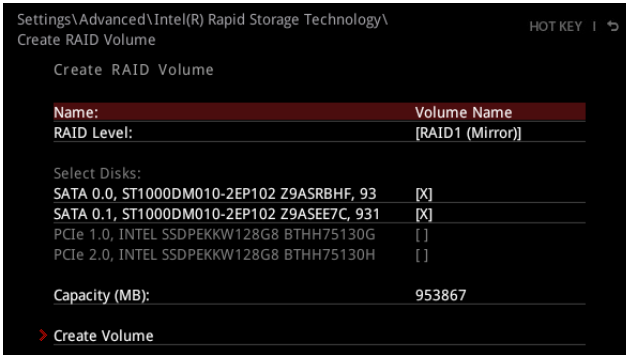 Settings\Advanced\Intel(R) Rapid Storage Technology\
HOT KEY |
Create RAID Volume
Create RAID Volume
Name: Volume Name
RAID Level: [RAID1 (Mirror)]
Select Disks:
SATA 0.0, ST1000DM010-2EP102 Z9ASRBHF, 93 [X]
SATA 0.1, ST1000DM010-2EP102 Z9ASEE7C, 931 [X]
PCIe 1.0, INTEL SSDPEKKW128G8 BTHH75130G [ ]
PCIe 2.0, INTEL SSDPEKKW128G8 BTHH75130H [ ]
Capacity (MB): 953867
Create Volume